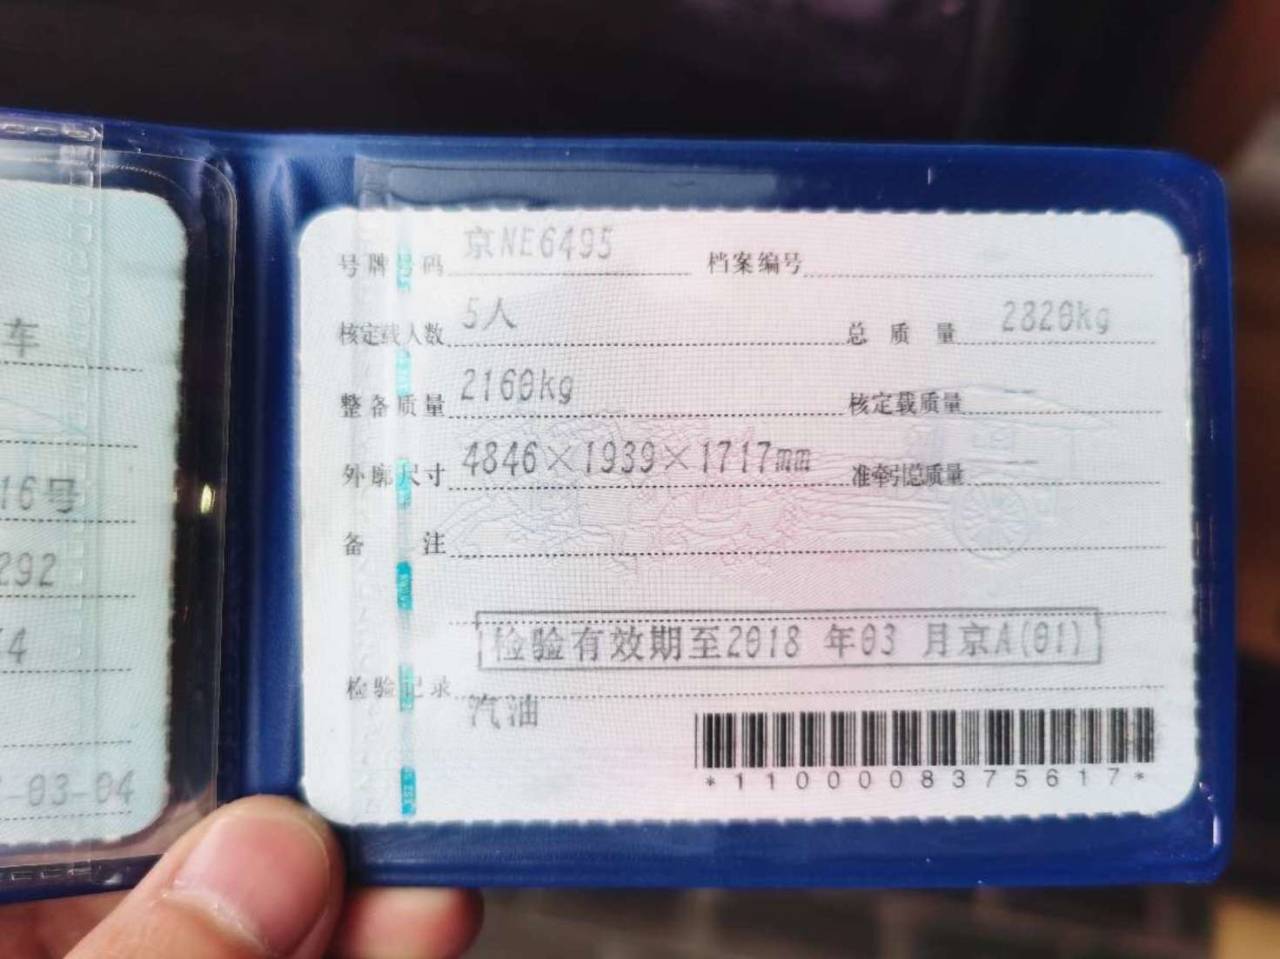 车
16号
292
4
-03-04
号牌号码 京NE6495 档案编号
核定载人数 5人 总质量 2820kg
整备质量 2160kg 核定载质量 --
外廓尺寸 4846×1939×1717mm 准牵引总质量 --
备注
检验有效期至2018 年03 月京A(01)
检验记录
汽油
*1100008375617*